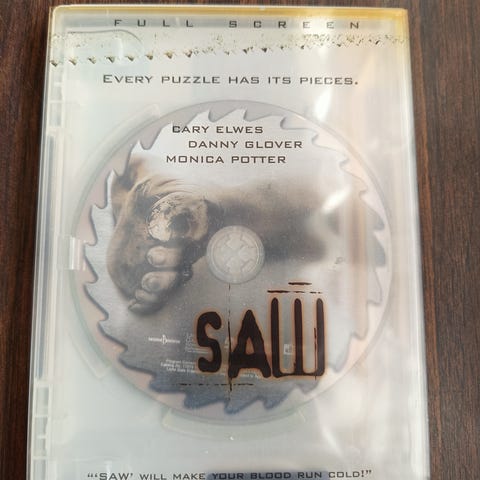 FULL SCREEN
EVERY PUZZLE HAS ITS PIECES.
CARY ELWES
DANNY GLOVER
MONICA POTTER
SAW
"'SAW' WILL MAKE YOUR BLOOD RUN COLD!"